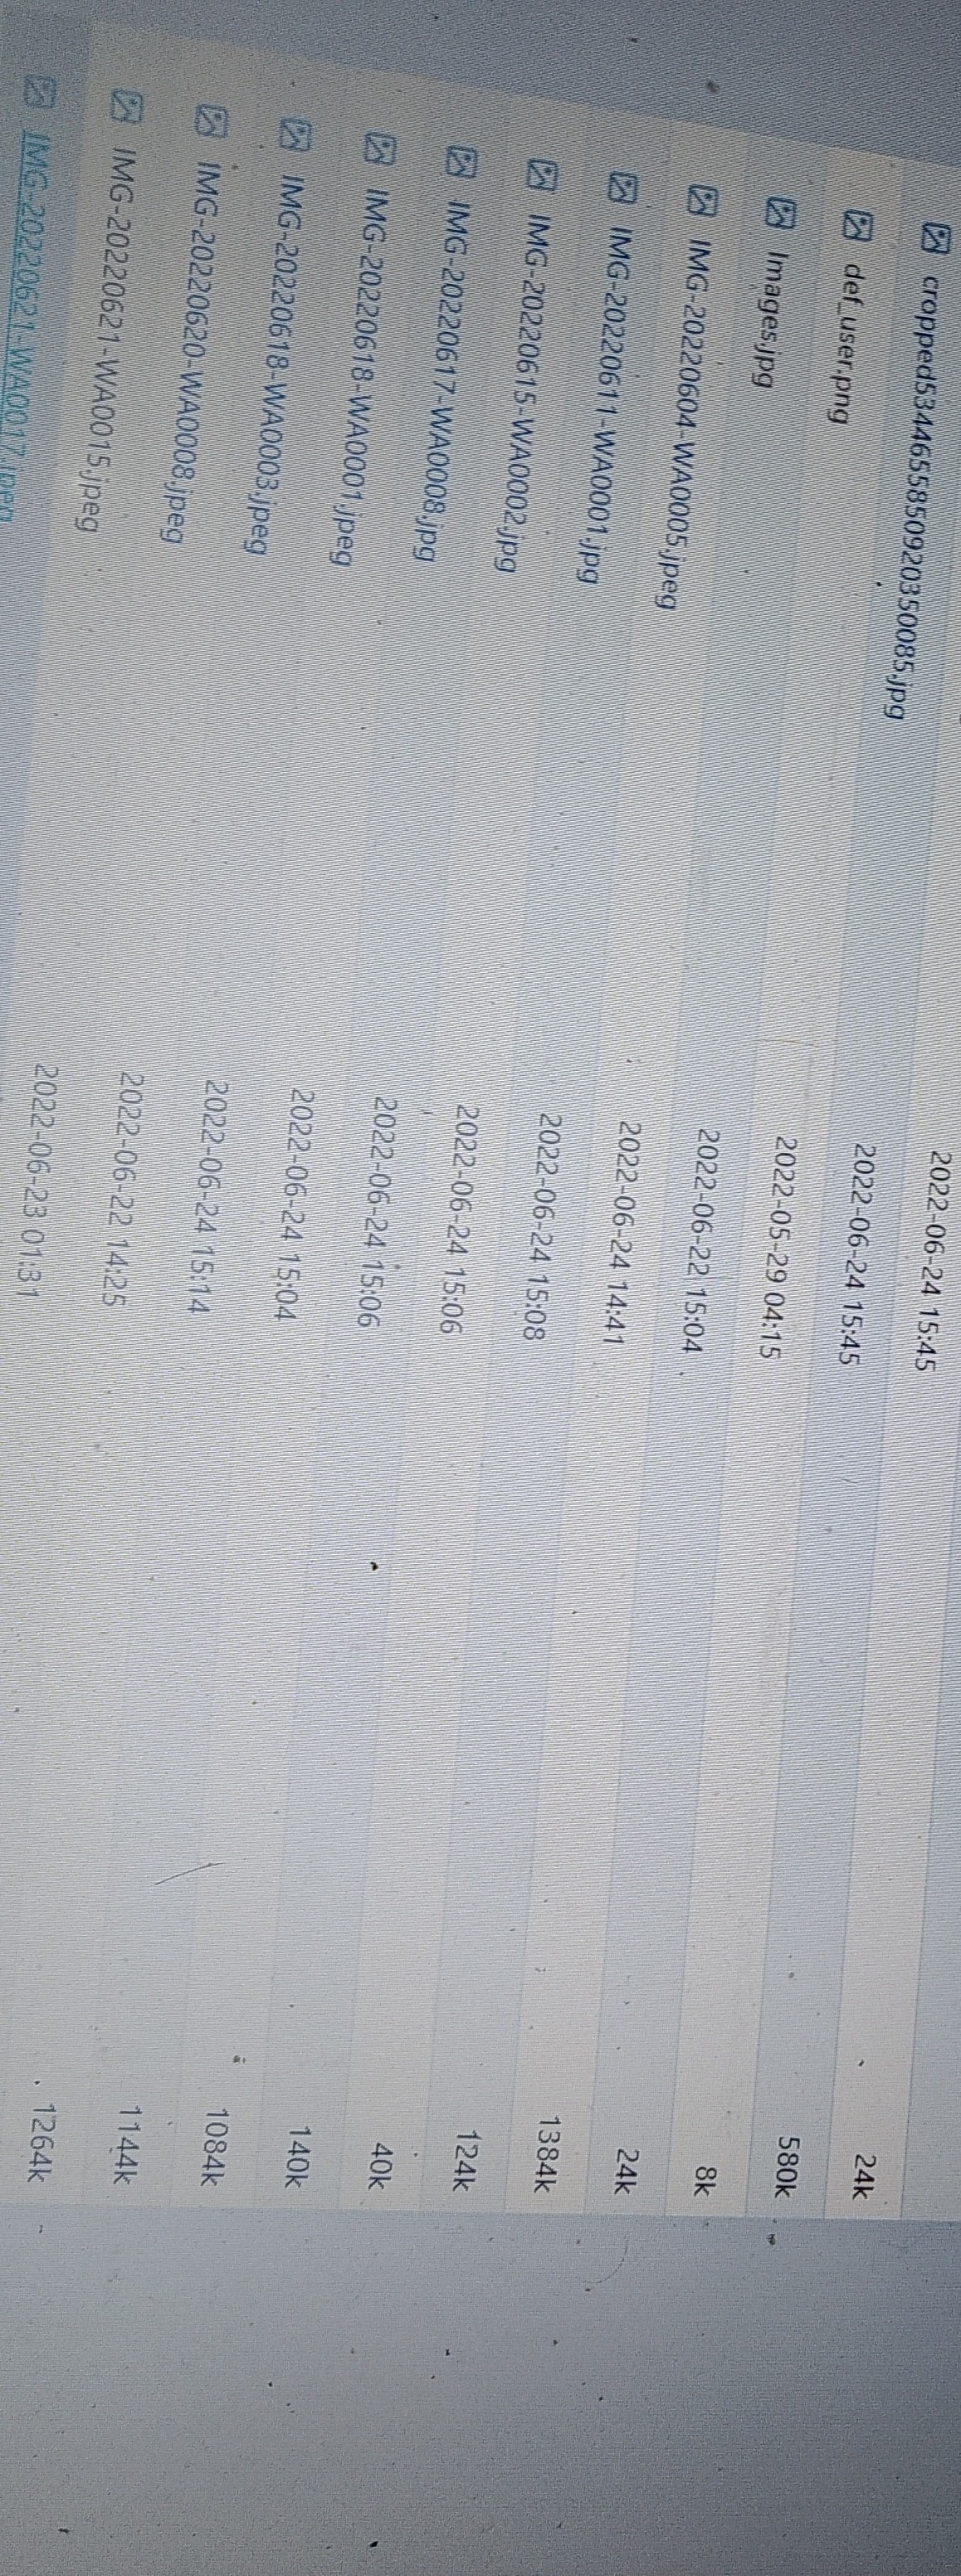 2022-06-24 15:45 24k
cropped5344655850920350085.jpg 2022-06-24 15:45 580k
def_user.png 2022-05-29 04:15 8k
Images.jpg 2022-06-22 15:04 24k
IMG-20220604-WA0005.jpeg 2022-06-24 14:41 1384k
IMG-20220611-WA0001.jpg 2022-06-24 15:08 124k
IMG-20220615-WA0002.jpg 2022-06-24 15:06 40k
IMG-20220617-WA0008.jpg 2022-06-24 15:06 140k
IMG-20220618-WA0001.jpeg 2022-06-24 15:04 1084k
IMG-20220618-WA0003.jpeg 2022-06-24 15:14 1144k
IMG-20220620-WA0008.jpeg 2022-06-22 14:25 1264k
IMG-20220621-WA0015.jpeg 2022-06-23 01:31
IMG-20220621-WA0017.jpeg